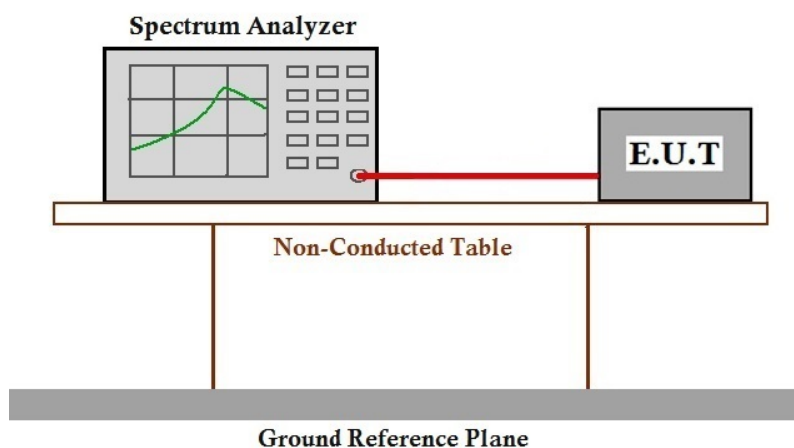 Spectrum Analyzer
E.U.T
Non-Conducted Table
Ground Reference Plane